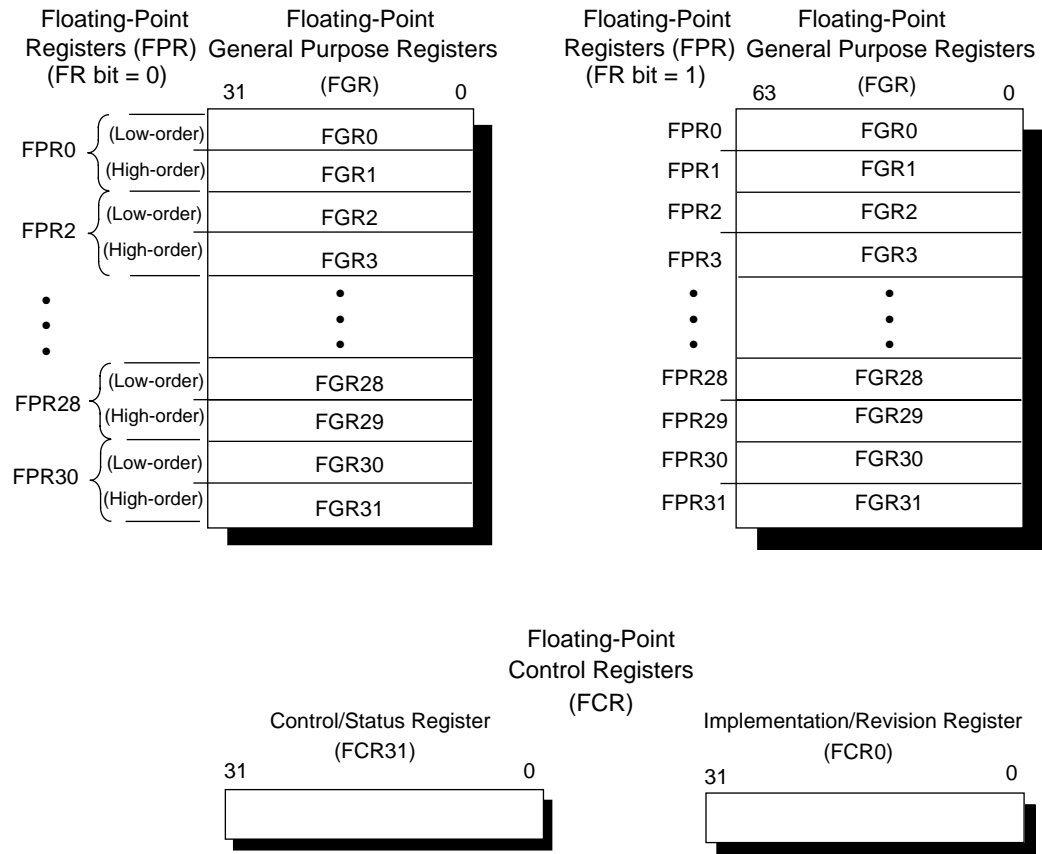 Floating-Point
Registers (FPR)
(FR bit = 0)
Floating-Point
General Purpose Registers
(FGR)
31 0
FPR0
(Low-order)
FGR0
(High-order)
FGR1
FPR2
(Low-order)
FGR2
(High-order)
FGR3
FPR28
(Low-order)
FGR28
(High-order)
FGR29
FPR30
(Low-order)
FGR30
(High-order)
FGR31
Floating-Point
Registers (FPR)
(FR bit = 1)
Floating-Point
General Purpose Registers
(FGR)
63 0
FPR0 FGR0
FPR1 FGR1
FPR2 FGR2
FPR3 FGR3
FPR28 FGR28
FPR29 FGR29
FPR30 FGR30
FPR31 FGR31
Floating-Point
Control Registers
(FCR)
Control/Status Register
(FCR31)
31 0
Implementation/Revision Register
(FCR0)
31 0